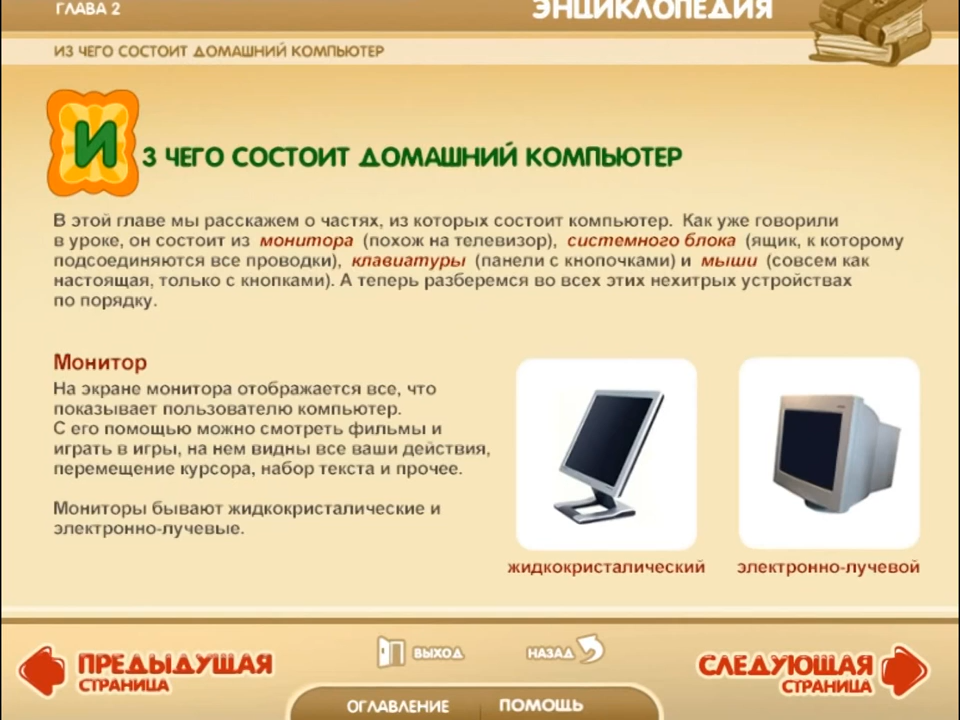 ГЛАВА 2
ЭНЦИКЛОПЕДИЯ
ИЗ ЧЕГО СОСТОИТ ДОМАШНИЙ КОМПЬЮТЕР
ИЗ ЧЕГО СОСТОИТ ДОМАШНИЙ КОМПЬЮТЕР
В этой главе мы расскажем о частях, из которых состоит компьютер. Как уже говорили
в уроке, он состоит из монитора (похож на телевизор), системного блока (ящик, к которому
подсоединяются все проводки), клавиатуры (панели с кнопочками) и мыши (совсем как
настоящая, только с кнопками). А теперь разберемся во всех этих нехитрых устройствах
по порядку.
Монитор
На экране монитора отображается все, что
показывает пользователю компьютер.
С его помощью можно смотреть фильмы и
играть в игры, на нем видны все ваши действия,
перемещение курсора, набор текста и прочее.
Мониторы бывают жидкокристалические и
электронно-лучевые.
жидкокристалический
электронно-лучевой
ПРЕДЫДУЩАЯ
СТРАНИЦА
ВЫХОД
НАЗАД
СЛЕДУЮЩАЯ
СТРАНИЦА
ОГЛАВЛЕНИЕ
ПОМОЩЬ